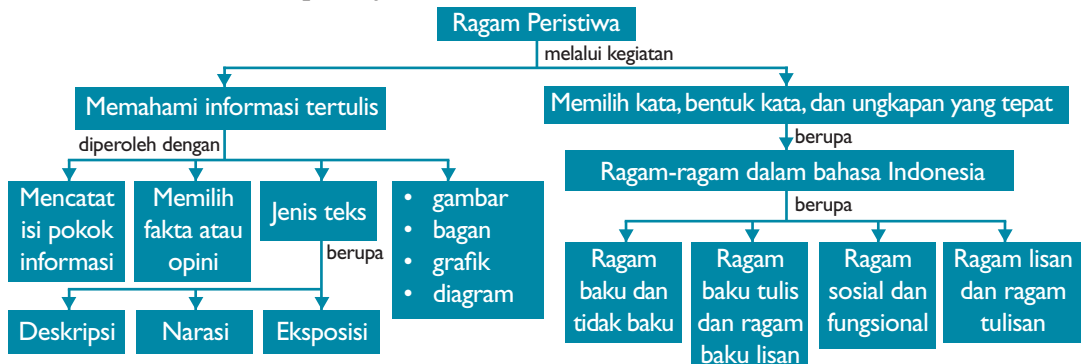 Ragam Peristiwa
melalui kegiatan
Memahami informasi tertulis
diperoleh dengan
Mencatat
isi pokok
informasi
Memilih
fakta atau
opini
Jenis teks
berupa
• gambar
• bagan
• grafik
• diagram
Deskripsi
Narasi
Eksposisi
Memilih kata, bentuk kata, dan ungkapan yang tepat
berupa
Ragam-ragam dalam bahasa Indonesia
berupa
Ragam
baku dan
tidak baku
Ragam
baku tulis
dan ragam
baku lisan
Ragam
sosial dan
fungsional
Ragam lisan
dan ragam
tulisan